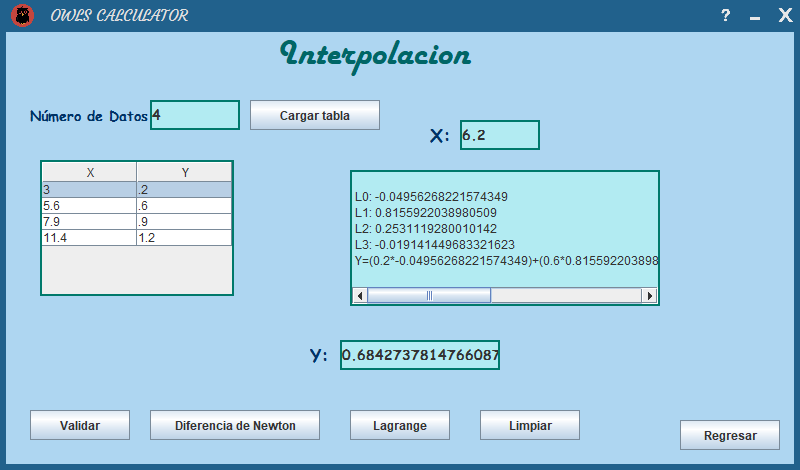 OWLS CALCULATOR ? – X
Interpolacion
Número de Datos 4 Cargar tabla
X: 6.2
X Y
3 .2
5.6 .6
7.9 .9
11.4 1.2
L0: -0.04956268221574349
L1: 0.8155922038980509
L2: 0.2531119280010142
L3: -0.019141449683321623
Y=(0.2*-0.04956268221574349)+(0.6*0.815592203898
Y: 0.6842737814766087
Validar Diferencia de Newton Lagrange Limpiar
Regresar